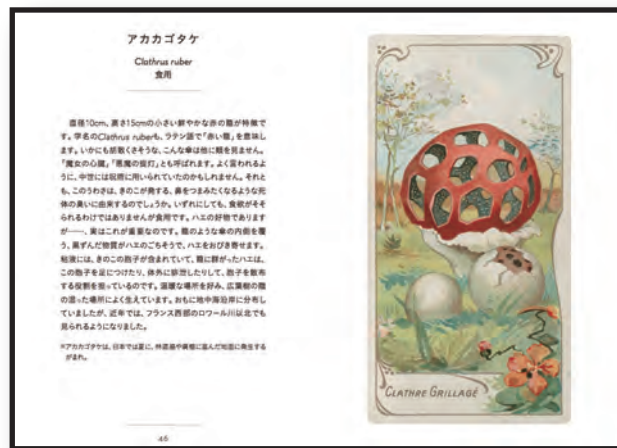 アカカゴタケ
Clathrus ruber
食用
直径10cm、高さ15cmの小さい鮮やかな赤の籠が特徴で
す。学名のClathrus ruberも、ラテン語で「赤い籠」を意味し
ます。いかにも胡散くさそうな、こんな傘は他に類を見ません。
「魔女の心臓」「悪魔の提灯」とも呼ばれます。よく言われるよ
うに、中世には呪術に用いられていたのかもしれません。それと
も、このうわさは、きのこが発する、鼻をつまみたくなるような死
体の臭いに由来するのでしょうか。いずれにしても、食欲がそそ
られるわけではありませんが食用です。ハエの好物であります
が……、実はこれが重要なのです。籠のような傘の内側を覆
う、黒ずんだ物質がハエのごちそうで、ハエをおびき寄せます。
粘液には、きのこの胞子が含まれていて、籠に群がったハエは、
この胞子を足につけたり、体外に排泄したりして、胞子を散布
する役割を担っているのです。温暖な場所を好み、広葉樹の陰
の湿った場所によく生えています。おもに地中海沿岸に分布し
ていましたが、近年では、フランス西部のロワール川以北でも
見られるようになりました。
※アカカゴタケは、日本では夏に、林道脇や
がまれ。
46
CLATHRE GRILLAGÉ